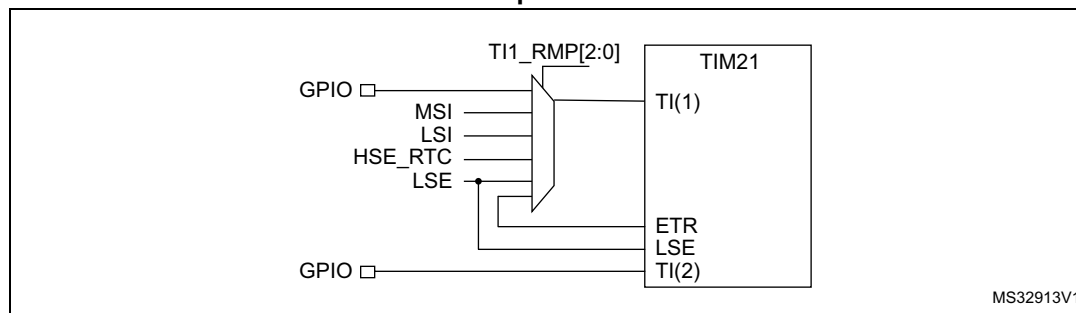 TI1_RMP[2:0]
TIM21
GPIO
TI(1)
MSI
LSI
HSE_RTC
LSE
ETR
LSE
GPIO
TI(2)
MS32913V1